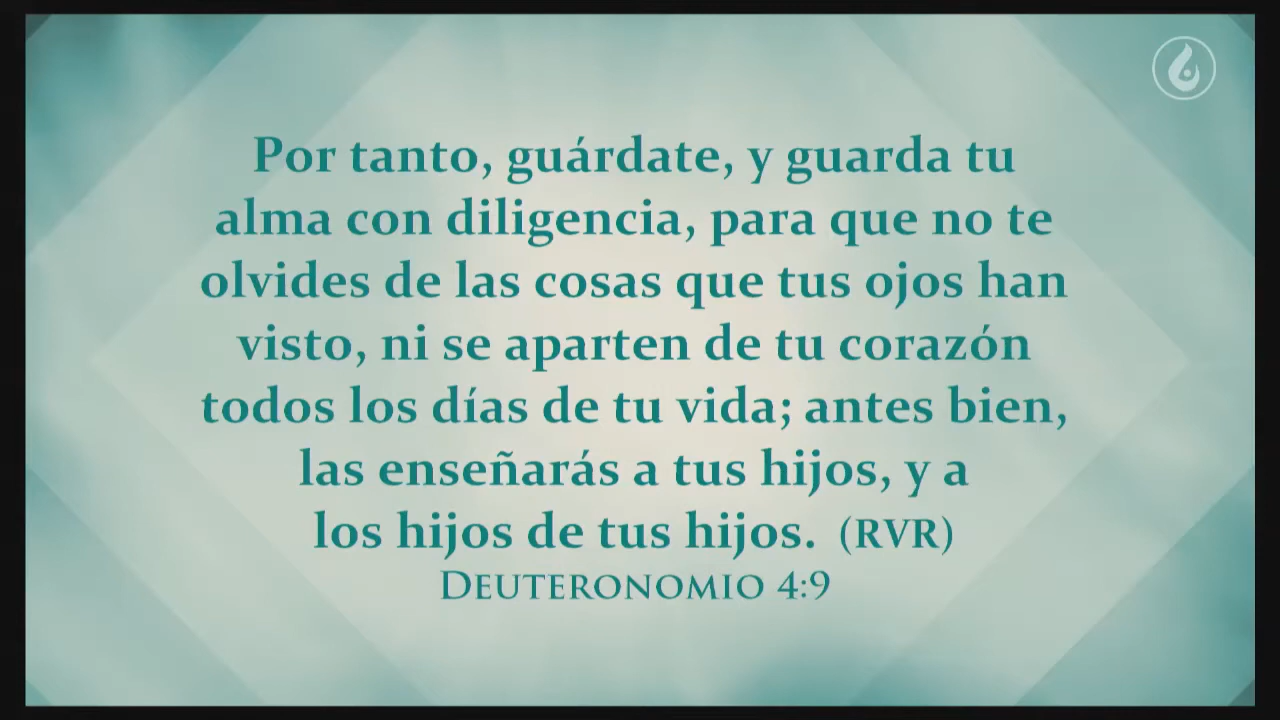 Por tanto, guárdate, y guarda tu
alma con diligencia, para que no te
olvides de las cosas que tus ojos han
visto, ni se aparten de tu corazón
todos los días de tu vida; antes bien,
las enseñarás a tus hijos, y a
los hijos de tus hijos. (RVR)
Deuteronomio 4:9